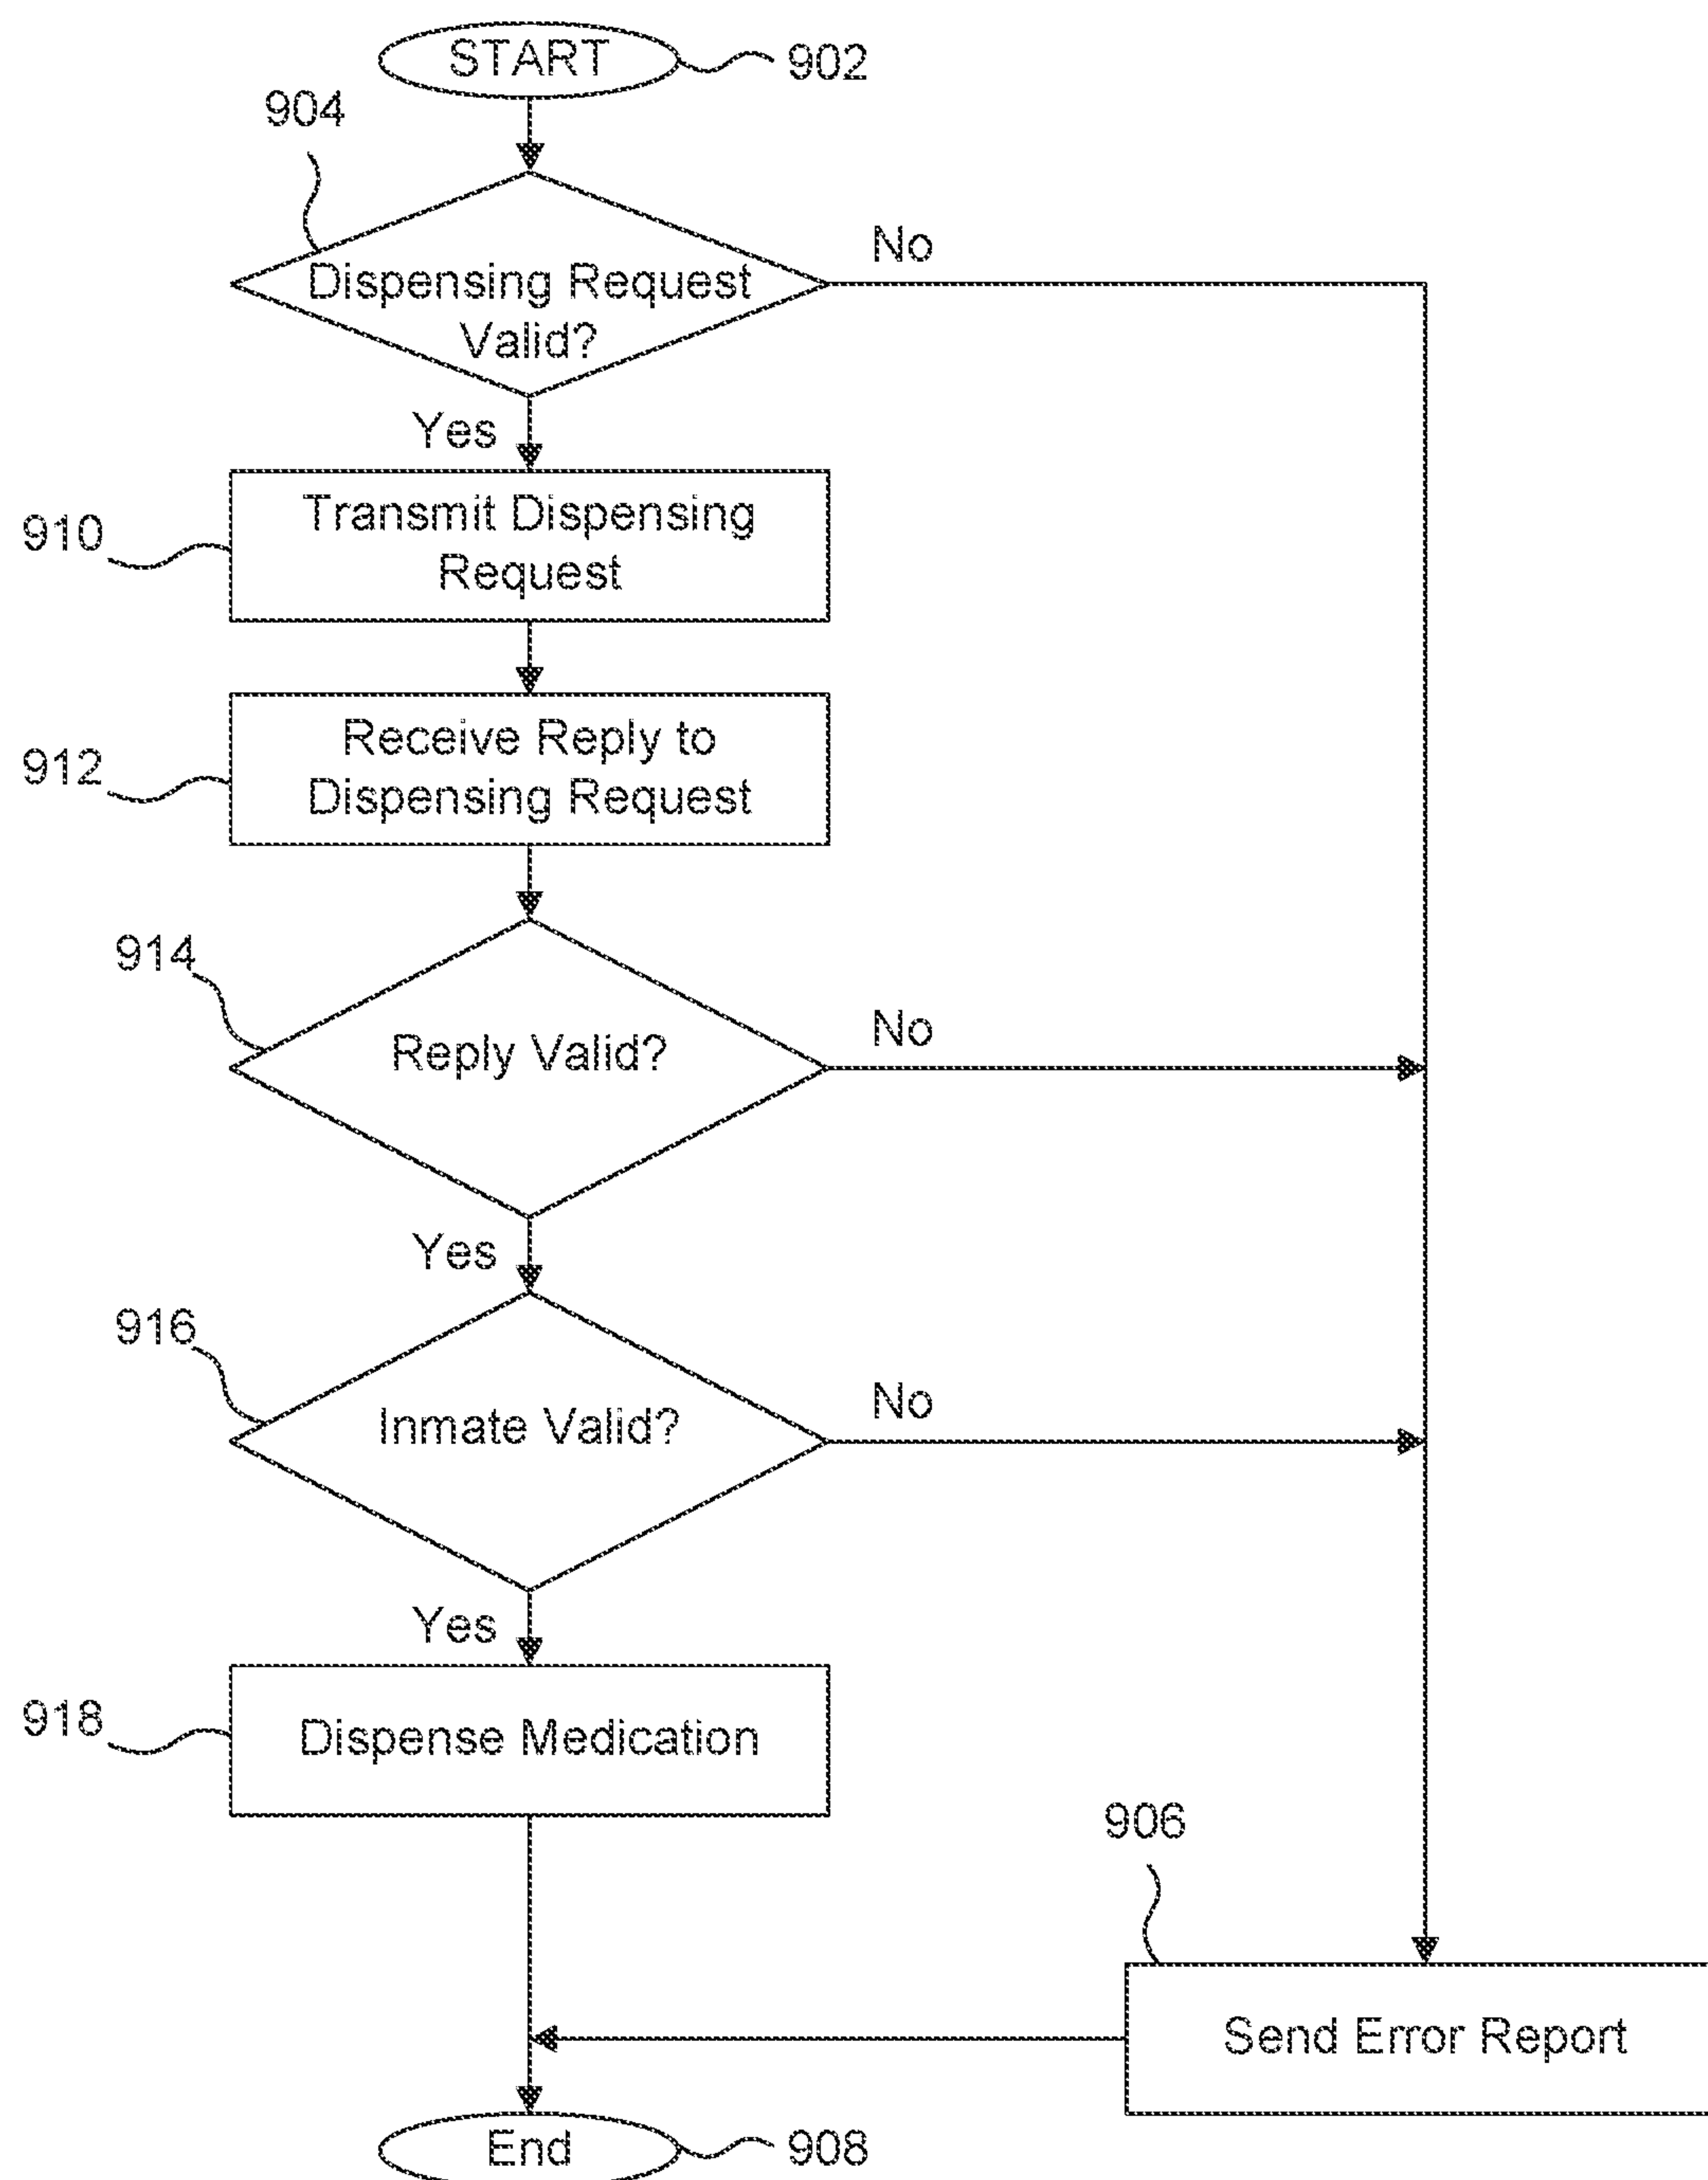 START
902
904
Dispensing Request
Valid?
No
Yes
910
Transmit Dispensing
Request
912
Receive Reply to
Dispensing Request
914
Reply Valid?
No
Yes
916
Inmate Valid?
No
Yes
918
Dispense Medication
906
Send Error Report
End
908